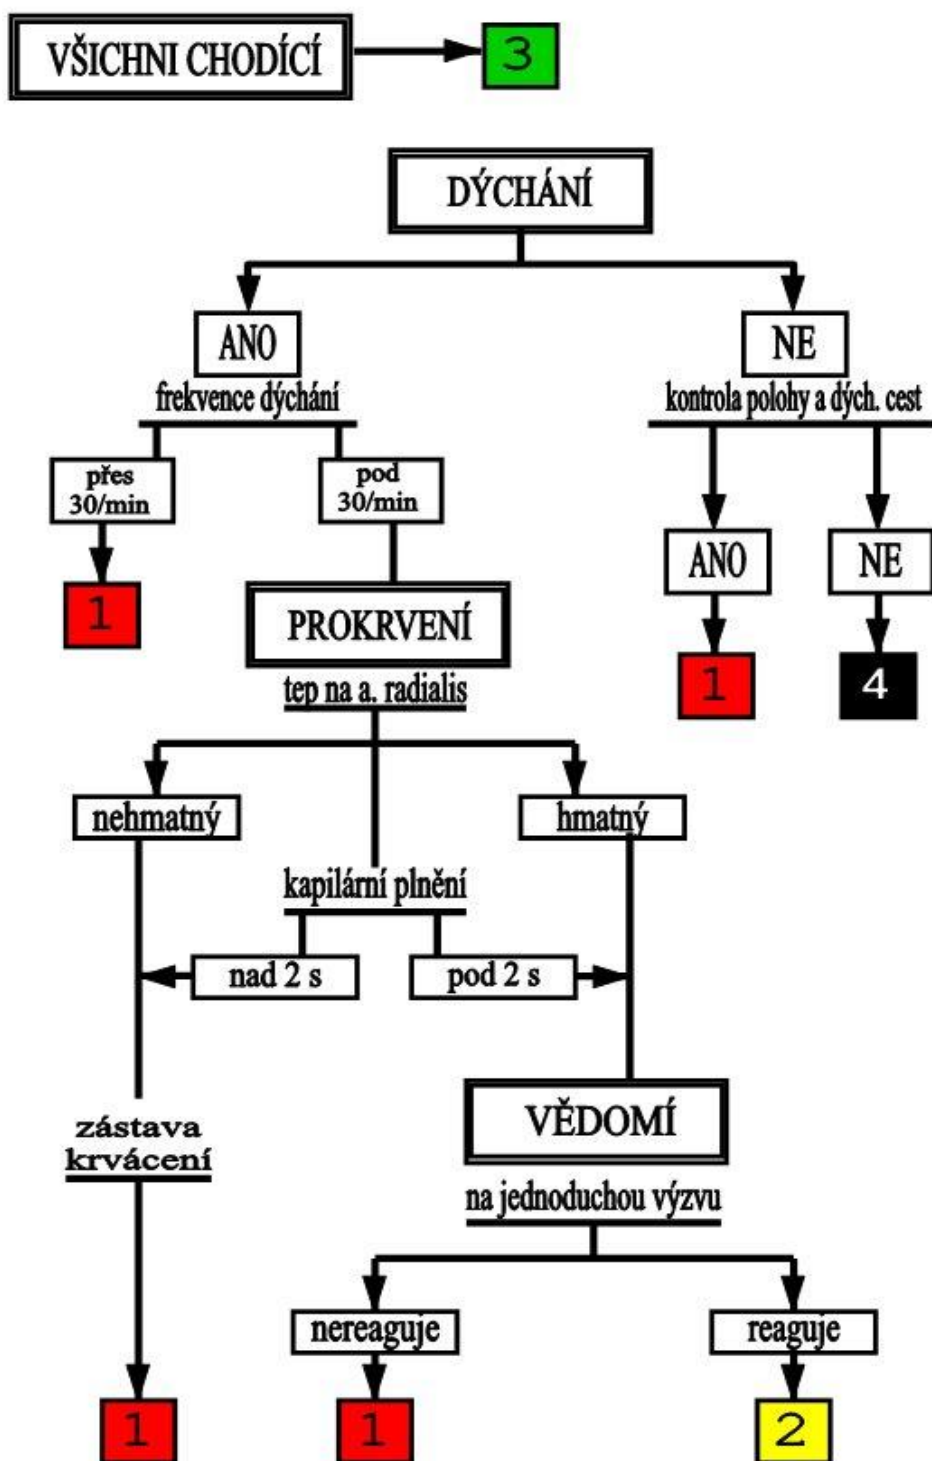 VŠICHNI CHODÍCÍ
3
DÝCHÁNÍ
ANO
NE
frekvence dýchání
kontrola polohy a dých. cest
přes
30/min
pod
30/min
ANO
NE
1
PROKRVENÍ
1
4
tep na a. radialis
nehmatný
hmatný
kapilární plnění
nad 2 s
pod 2 s
VĚDOMÍ
zástava
krvácení
na jednoduchou výzvu
nereaguje
reaguje
1
1
2